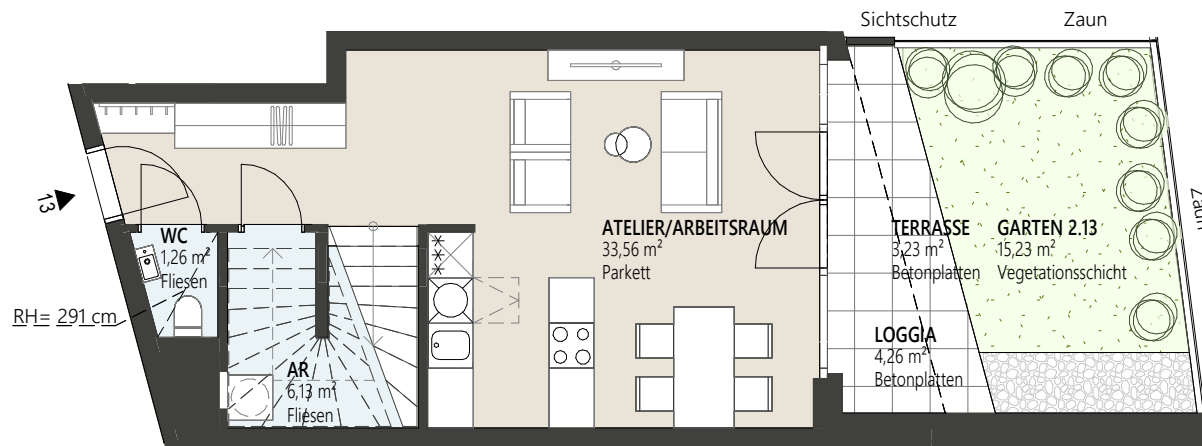 Sichtschutz
Zaun
13
WC
1,26 m²
Fliesen
RH= 291 cm
AR
6,13 m²
Fliesen
ATELIER/ARBEITSRAUM
33,56 m²
Parkett
TERRASSE
3,23 m²
Betonplatten
GARTEN 2.13
15,23 m²
Vegetationsschicht
Zaun
LOGGIA
4,26 m²
Betonplatten